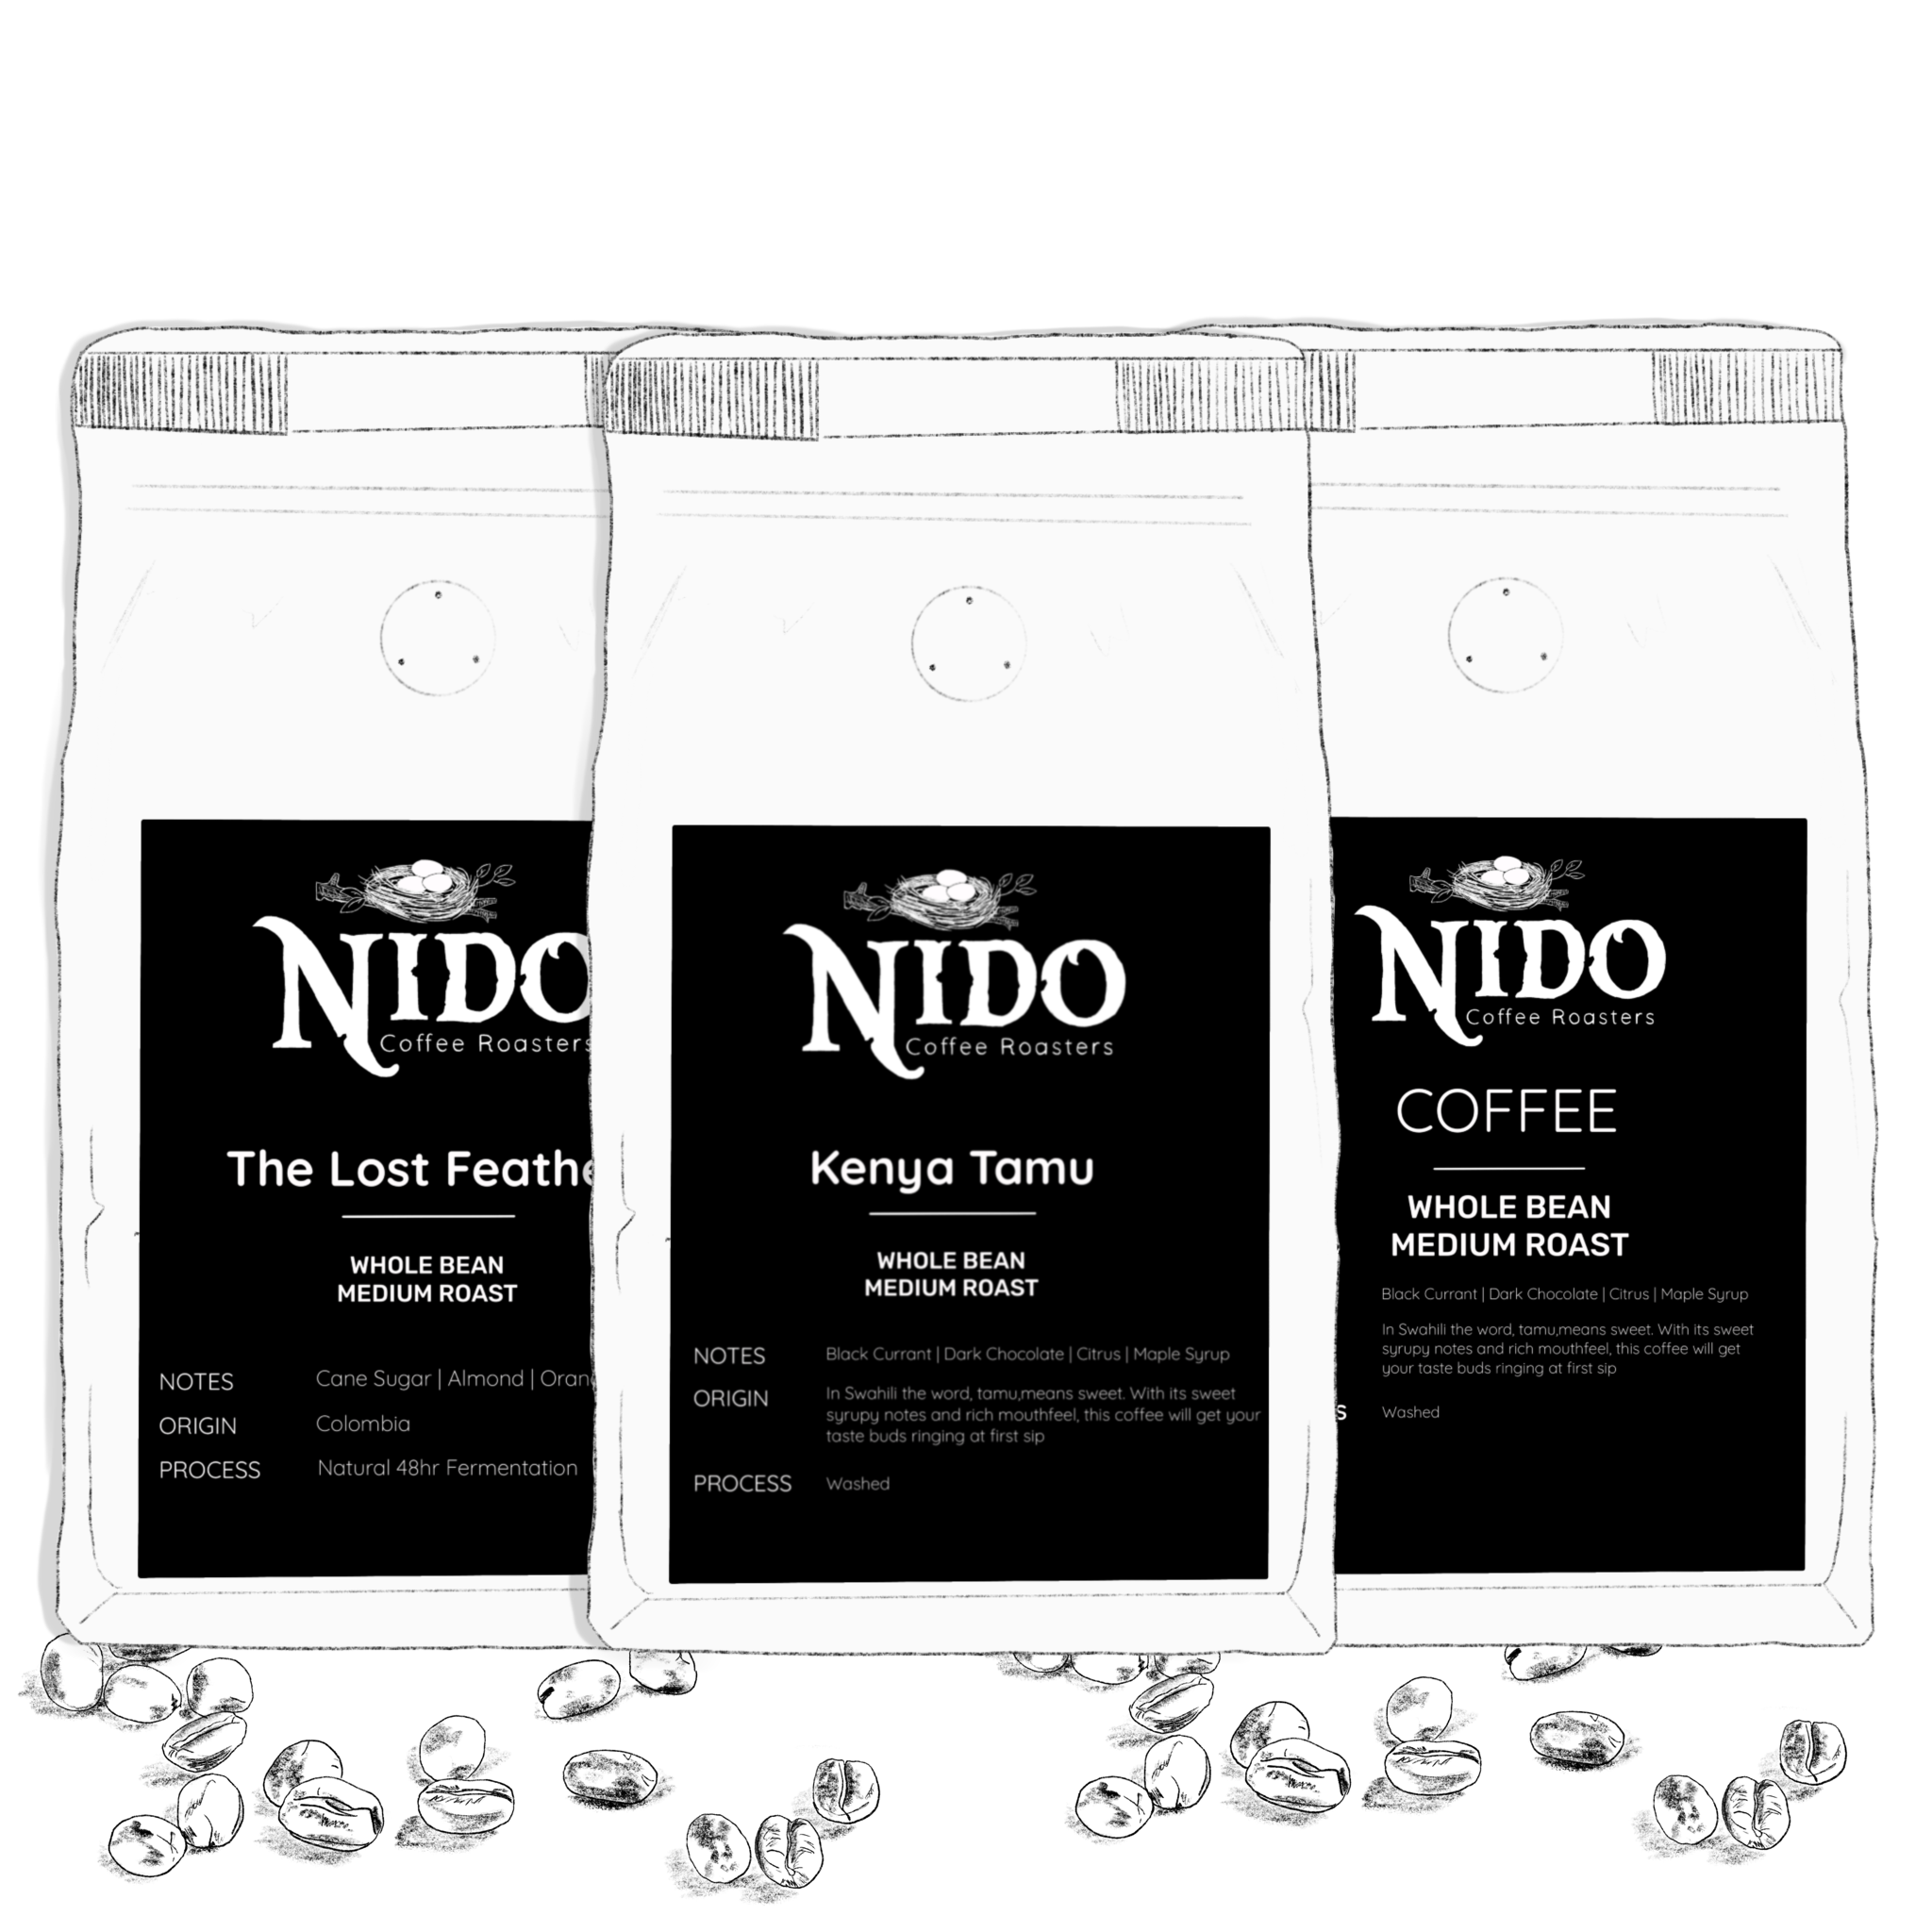 NIDO
Coffee Roasters
The Lost Feathe
WHOLE BEAN
MEDIUM ROAST
NOTES Cane Sugar | Almond | Oran
ORIGIN Colombia
PROCESS Natural 48hr Fermentation
NIDO
Coffee Roasters
Kenya Tamu
WHOLE BEAN
MEDIUM ROAST
NOTES Black Currant | Dark Chocolate | Citrus | Maple Syrup
ORIGIN In Swahili the word, tamu,means sweet. With its sweet
syrupy notes and rich mouthfeel, this coffee will get your
taste buds ringing at first sip
PROCESS Washed
NIDO
Coffee Roasters
COFFEE
WHOLE BEAN
MEDIUM ROAST
Black Currant | Dark Chocolate | Citrus | Maple Syrup
In Swahili the word, tamu,means sweet. With its sweet
syrupy notes and rich mouthfeel, this coffee will get
your taste buds ringing at first sip
S Washed